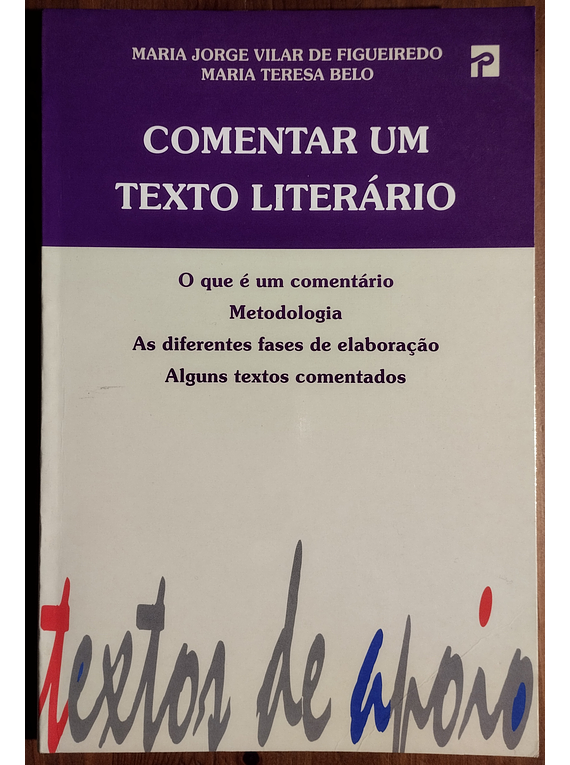 MARIA JORGE VILAR DE FIGUEIREDO
MARIA TERESA BELO
P
COMENTAR UM
TEXTO LITERÁRIO
O que é um comentário
Metodologia
As diferentes fases de elaboração
Alguns textos comentados
textos de apoio